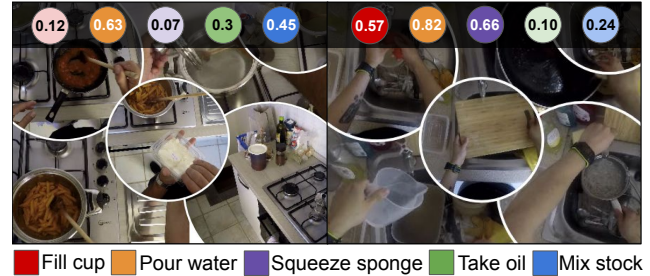 0.12 0.63 0.07 0.3 0.45 0.57 0.82 0.66 0.10 0.24
Fill cup Pour water Squeeze sponge Take oil Mix stock